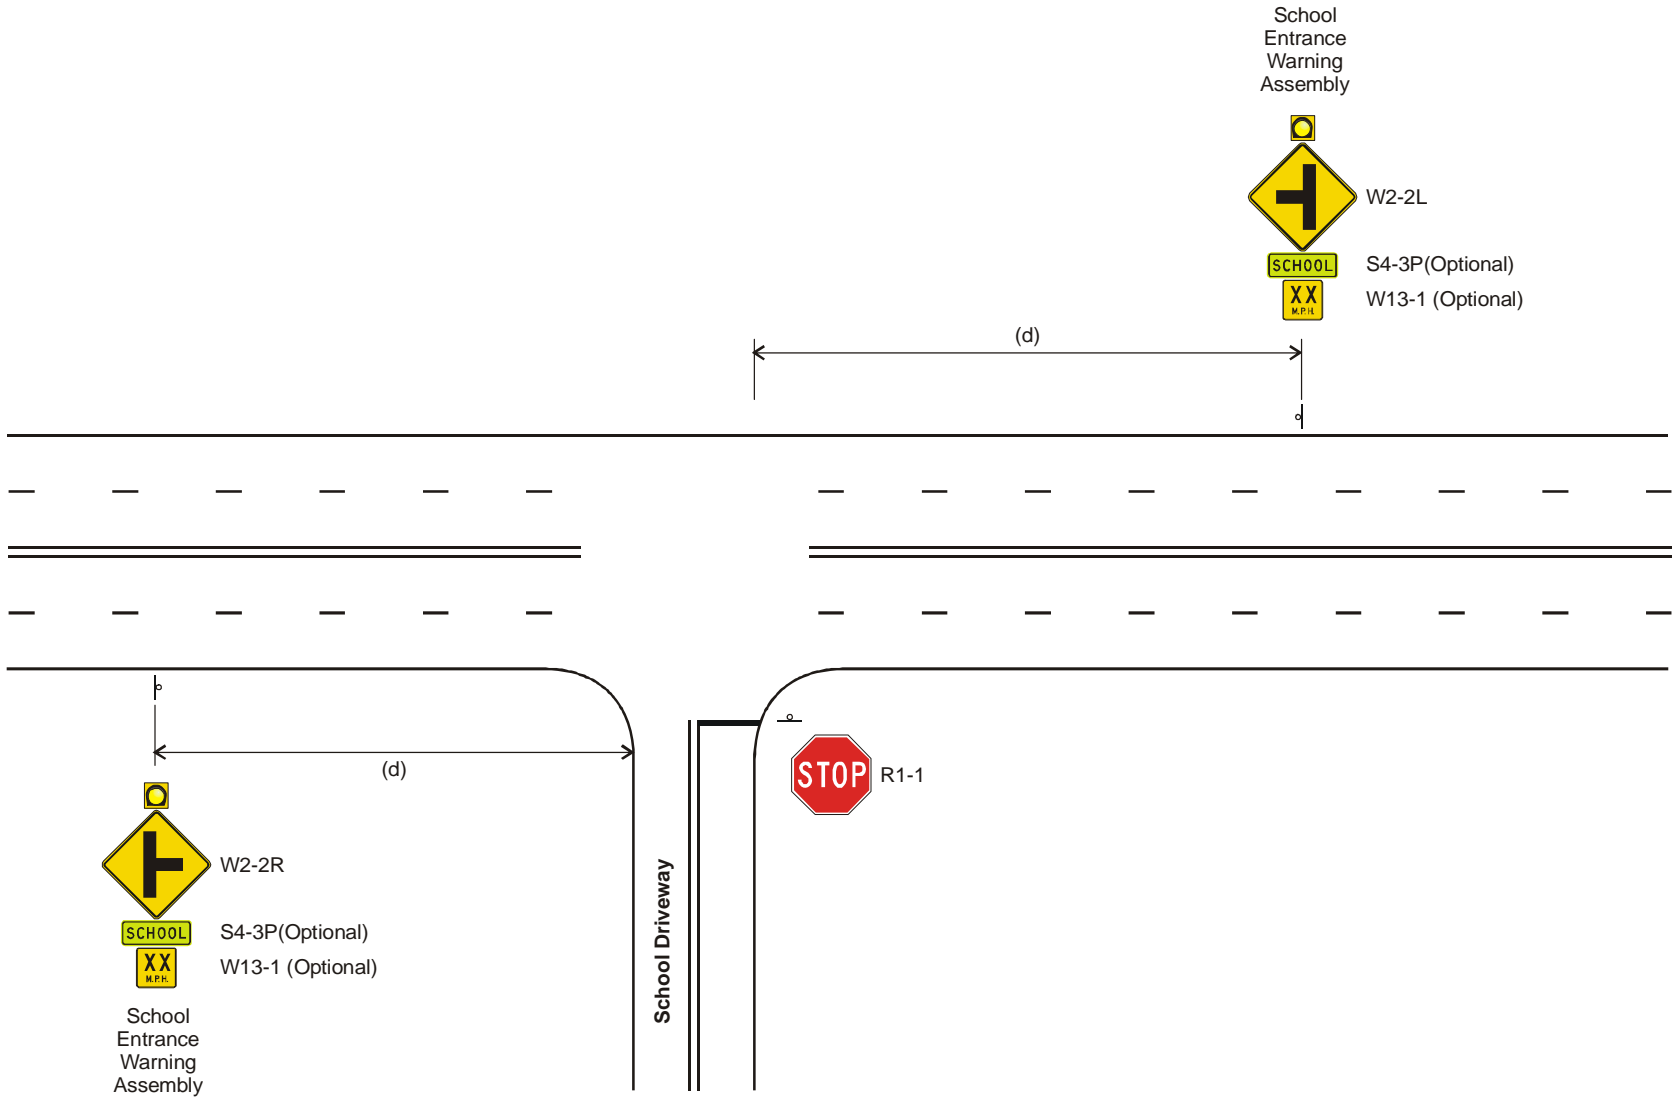 School
Entrance
Warning
Assembly
W2-2L
SCHOOL
S4-3P(Optional)
XX
M.P.H.
W13-1 (Optional)
(d)
(d)
STOP
R1-1
W2-2R
SCHOOL
S4-3P(Optional)
XX
M.P.H.
W13-1 (Optional)
School Driveway
School
Entrance
Warning
Assembly